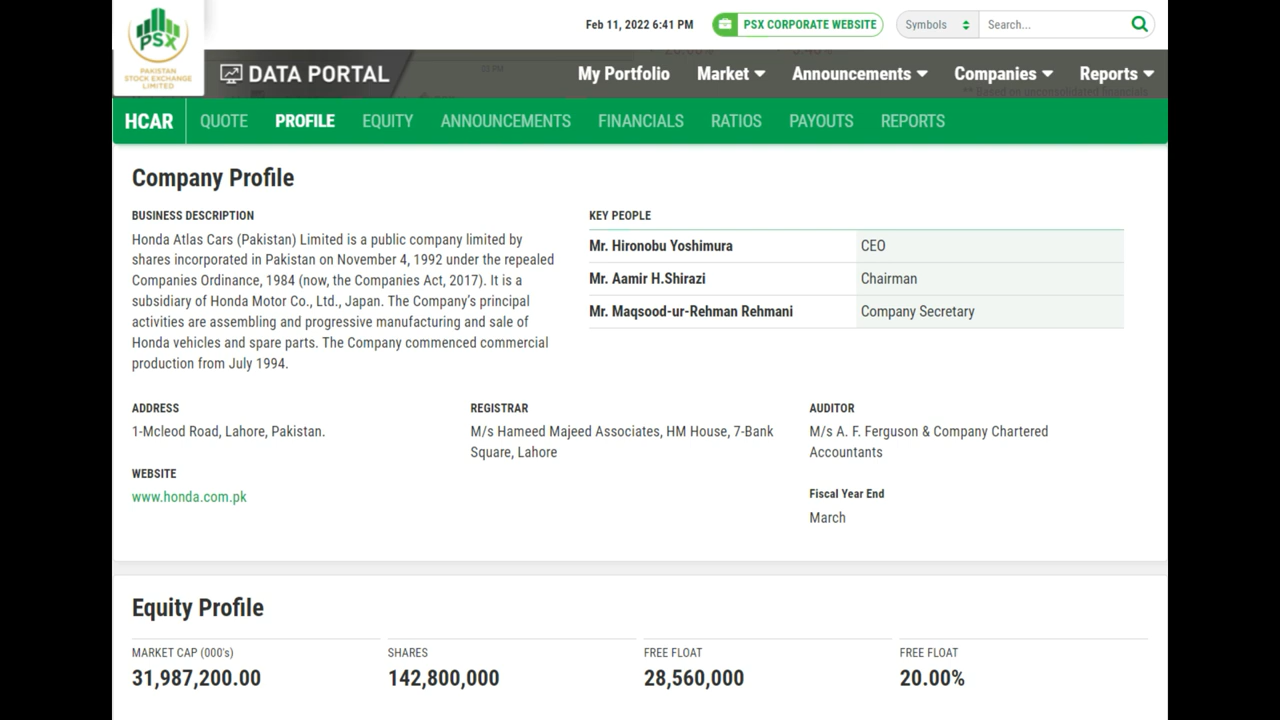 Feb 11, 2022 6:41 PM
PSX CORPORATE WEBSITE
Symbols
Search...
PSX
PAKISTAN
STOCK EXCHANGE
LIMITED
DATA PORTAL
My Portfolio
Market
Announcements
Companies
Reports
** Based on unconsolidated financials
HCAR
QUOTE
PROFILE
EQUITY
ANNOUNCEMENTS
FINANCIALS
RATIOS
PAYOUTS
REPORTS
Company Profile
BUSINESS DESCRIPTION
Honda Atlas Cars (Pakistan) Limited is a public company limited by
shares incorporated in Pakistan on November 4, 1992 under the repealed
Companies Ordinance, 1984 (now, the Companies Act, 2017). It is a
subsidiary of Honda Motor Co., Ltd., Japan. The Company's principal
activities are assembling and progressive manufacturing and sale of
Honda vehicles and spare parts. The Company commenced commercial
production from July 1994.
KEY PEOPLE
Mr. Hironobu Yoshimura CEO
Mr. Aamir H.Shirazi Chairman
Mr. Maqsood-ur-Rehman Rehmani Company Secretary
ADDRESS
1-Mcleod Road, Lahore, Pakistan.
WEBSITE
www.honda.com.pk
REGISTRAR
M/s Hameed Majeed Associates, HM House, 7-Bank
Square, Lahore
AUDITOR
M/s A. F. Ferguson & Company Chartered
Accountants
Fiscal Year End
March
Equity Profile
MARKET CAP (000's)
31,987,200.00
SHARES
142,800,000
FREE FLOAT
28,560,000
FREE FLOAT
20.00%